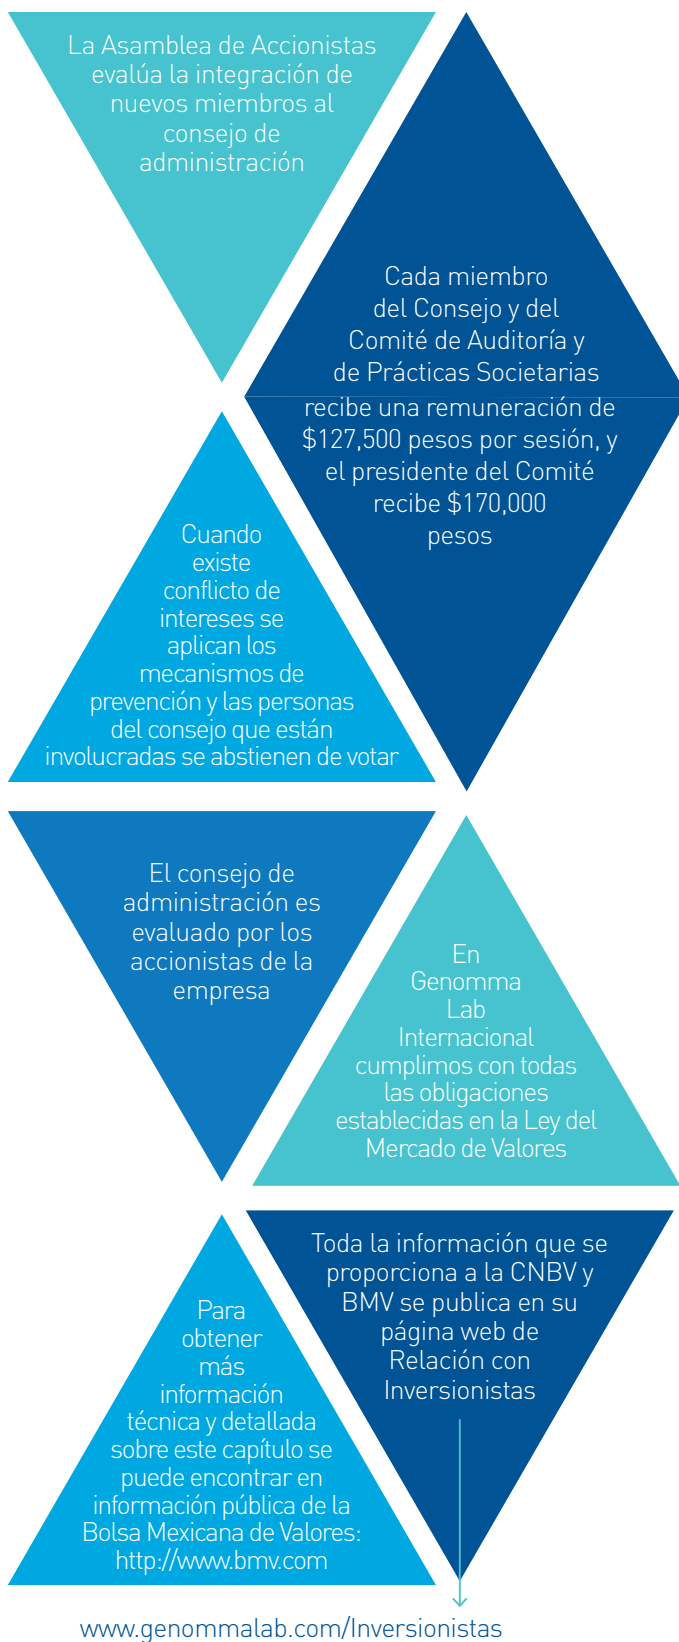 La Asamblea de Accionistas
evalúa la integración de
nuevos miembros al
consejo de
administración
Cada miembro
del Consejo y del
Comité de Auditoría y
de Prácticas Societarias
recibe una remuneración de
$127,500 pesos por sesión, y
el presidente del Comité
recibe $170,000
pesos
Cuando
existe
conflicto de
intereses se
aplican los
mecanismos de
prevención y las personas
del consejo que están
involucradas se abstienen de votar
El consejo de
administración es
evaluado por los
accionistas de la
empresa
En
Genomma
Lab
Internacional
cumplimos con todas
las obligaciones
establecidas en la Ley del
Mercado de Valores
Toda la información que se
proporciona a la CNBV y
BMV se publica en su
página web de
Relación con
Inversionistas
Para
obtener
más
información
técnica y detallada
sobre este capítulo se
puede encontrar en
información pública de la
Bolsa Mexicana de Valores:
http://www.bmv.com
www.genommalab.com/Inversionistas